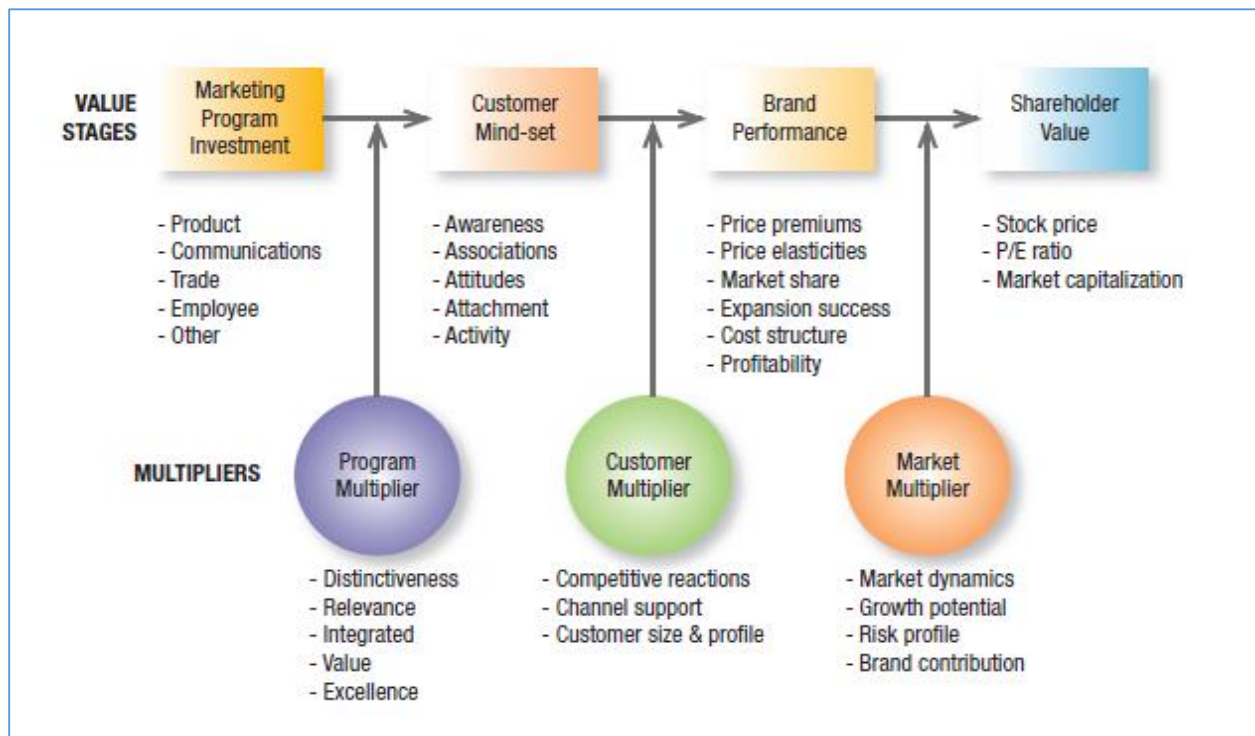 VALUE
STAGES
Marketing
Program
Investment
Customer
Mind-set
Brand
Performance
Shareholder
Value
- Product
- Communications
- Trade
- Employee
- Other
- Awareness
- Associations
- Attitudes
- Attachment
- Activity
- Price premiums
- Price elasticities
- Market share
- Expansion success
- Cost structure
- Profitability
- Stock price
- P/E ratio
- Market capitalization
MULTIPLIERS
Program
Multiplier
Customer
Multiplier
Market
Multiplier
- Distinctiveness
- Relevance
- Integrated
- Value
- Excellence
- Competitive reactions
- Channel support
- Customer size & profile
- Market dynamics
- Growth potential
- Risk profile
- Brand contribution